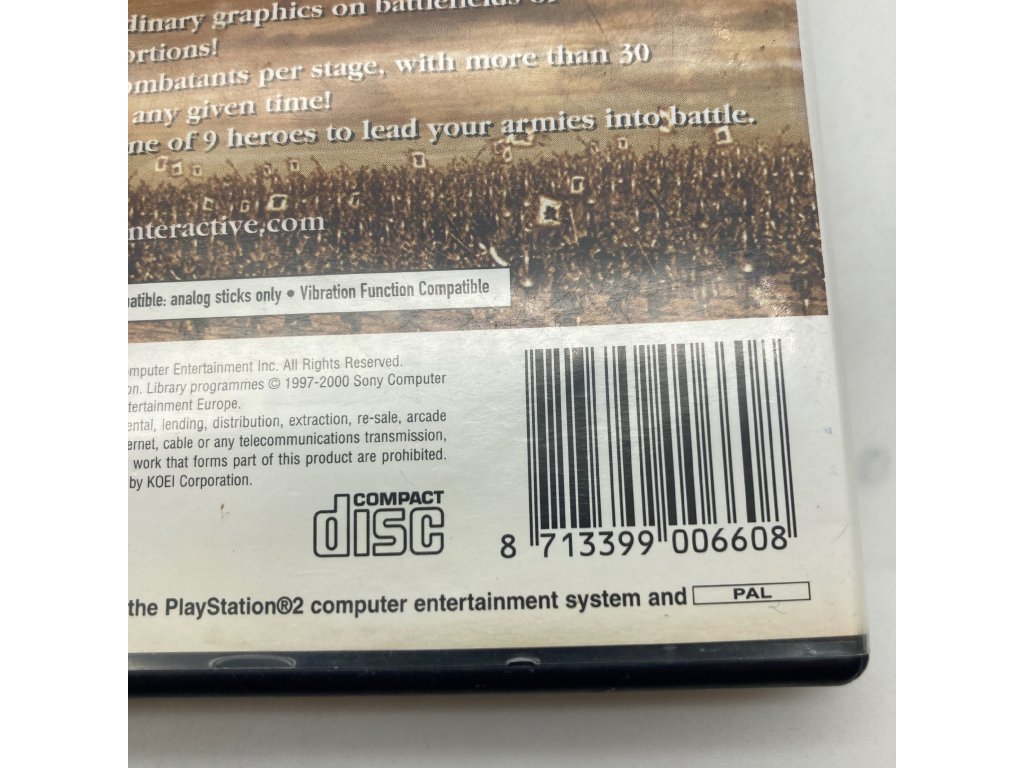 dinary graphics on battlefields of
ortions!
ombatants per stage, with more than 30
any given time!
ne of 9 heroes to lead your armies into battle.
nteractive.com
atible: analog sticks only • Vibration Function Compatible
omputer Entertainment Inc. All Rights Reserved.
on. Library programmes © 1997-2000 Sony Computer
tertainment Europe.
ental, lending, distribution, extraction, re-sale, arcade
ernet, cable or any telecommunications transmission,
work that forms part of this product are prohibited.
by KOEI Corporation.
COMPACT
disc
8 713399 006608
the PlayStation®2 computer entertainment system and PAL